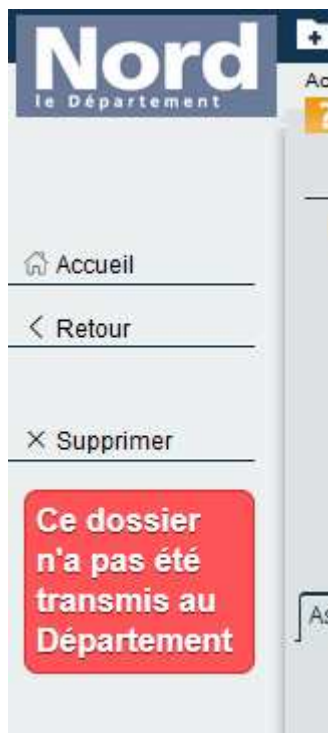 Nord
le Département
Accueil
Retour
Supprimer
Ce dossier
n'a pas été
transmis au
Département